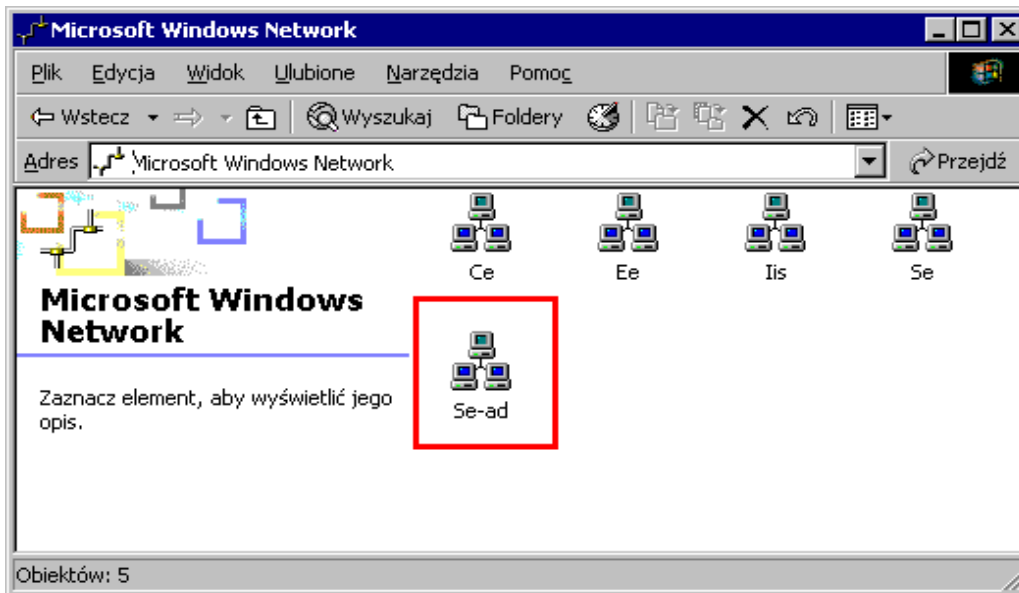 Microsoft Windows Network
Plik Edycja Widok Ulubione Narzędzia Pomoc
Wstecz Wyszukaj Foldery
Adres Microsoft Windows Network Przejdź
Ce Ee Iis Se
Microsoft Windows
Network
Se-ad
Zaznacz element, aby wyświetlić jego
opis.
Obiektów: 5